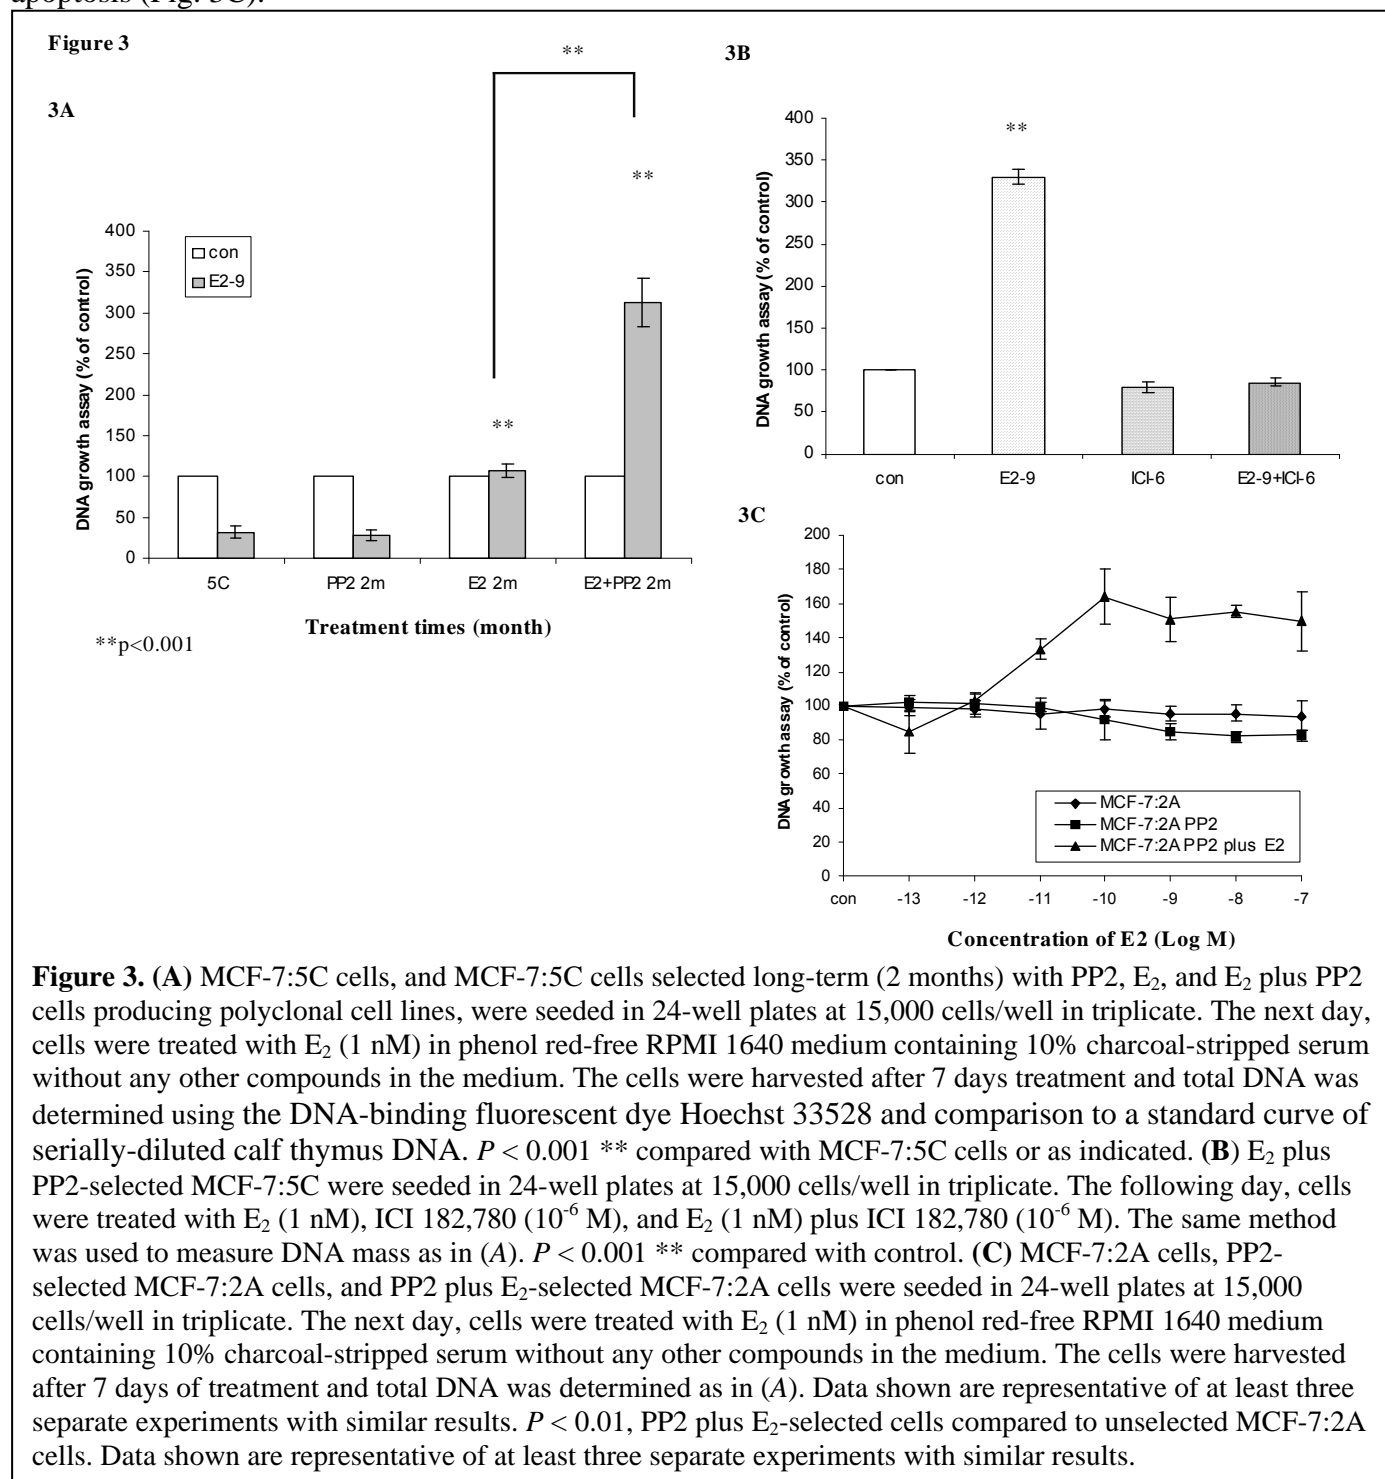 apoptosis (Fig. 5C).
Figure 3
3A
**
**
**
400
350
300
250
200
150
100
50
0
DNA growth assay (% of control)
con
E2-9
5C
PP2 2m
E2 2m
E2+PP2 2m
Treatment times (month)
**p<0.001
3B
**
400
350
300
250
200
150
100
50
0
DNA growth assay (% of control)
con
E2-9
ICI-6
E2-9+ICI-6
3C
200
180
160
140
120
100
80
60
40
20
0
DNA growth assay (% of control)
MCF-7:2A
MCF-7:2A PP2
MCF-7:2A PP2 plus E2
con
-13
-12
-11
-10
-9
-8
-7
Concentration of E2 (Log M)
Figure 3. (A) MCF-7:5C cells, and MCF-7:5C cells selected long-term (2 months) with PP2, E₂, and E₂ plus PP2
cells producing polyclonal cell lines, were seeded in 24-well plates at 15,000 cells/well in triplicate. The next day,
cells were treated with E₂ (1 nM) in phenol red-free RPMI 1640 medium containing 10% charcoal-stripped serum
without any other compounds in the medium. The cells were harvested after 7 days treatment and total DNA was
determined using the DNA-binding fluorescent dye Hoechst 33528 and comparison to a standard curve of
serially-diluted calf thymus DNA. P < 0.001 ** compared with MCF-7:5C cells or as indicated. (B) E₂ plus
PP2-selected MCF-7:5C were seeded in 24-well plates at 15,000 cells/well in triplicate. The following day, cells
were treated with E₂ (1 nM), ICI 182,780 (10⁻⁶ M), and E₂ (1 nM) plus ICI 182,780 (10⁻⁶ M). The same method
was used to measure DNA mass as in (A). P < 0.001 ** compared with control. (C) MCF-7:2A cells, PP2-
selected MCF-7:2A cells, and PP2 plus E₂-selected MCF-7:2A cells were seeded in 24-well plates at 15,000
cells/well in triplicate. The next day, cells were treated with E₂ (1 nM) in phenol red-free RPMI 1640 medium
containing 10% charcoal-stripped serum without any other compounds in the medium. The cells were harvested
after 7 days of treatment and total DNA was determined as in (A). Data shown are representative of at least three
separate experiments with similar results. P < 0.01, PP2 plus E₂-selected cells compared to unselected MCF-7:2A
cells. Data shown are representative of at least three separate experiments with similar results.